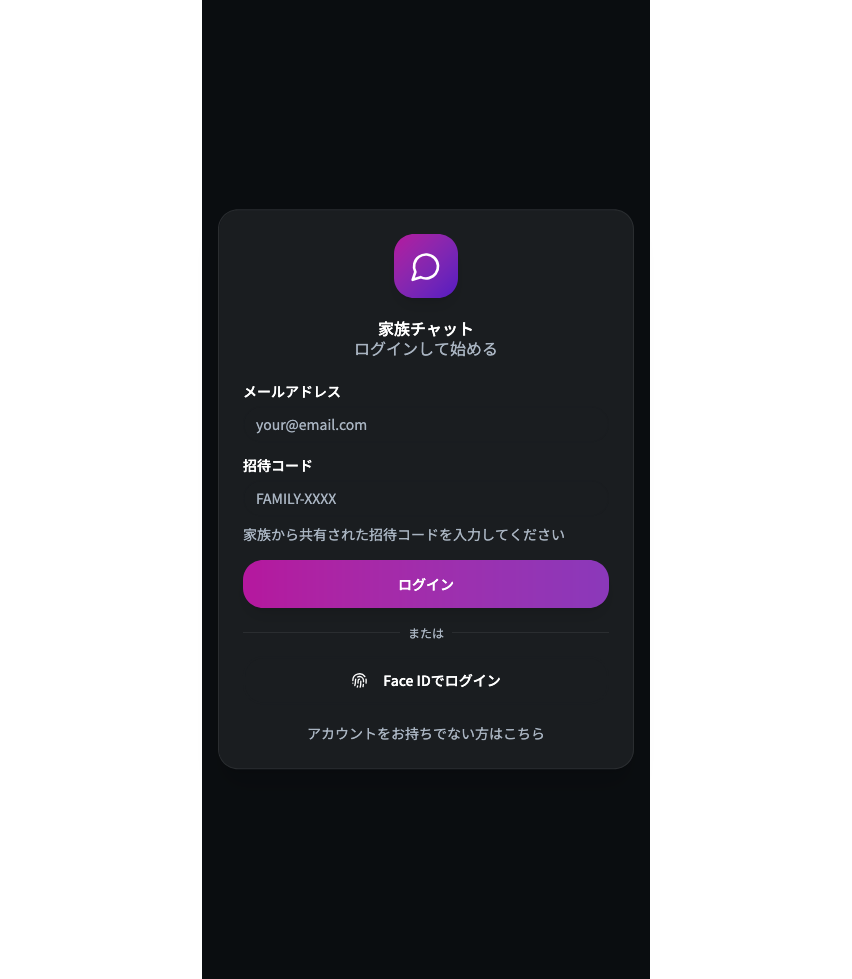 家族チャット
ログインして始める
メールアドレス
your@email.com
招待コード
FAMILY-XXXX
家族から共有された招待コードを入力してください
ログイン
または
Face IDでログイン
アカウントをお持ちでない方はこちら